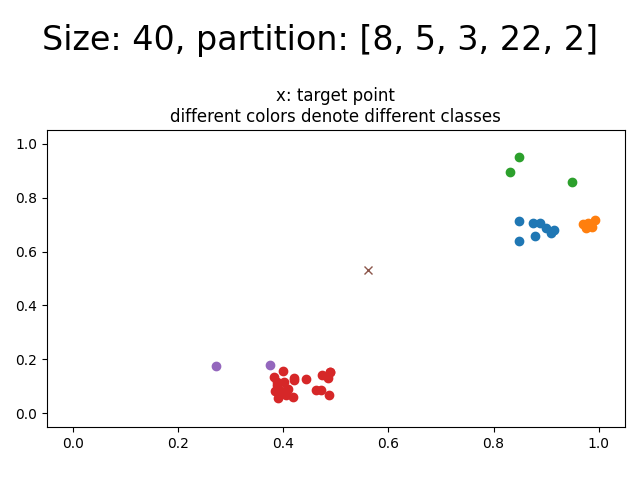 Size: 40, partition: [8, 5, 3, 22, 2]
x: target point
different colors denote different classes
1.0
0.8
0.6
0.4
0.2
0.0
0.0 0.2 0.4 0.6 0.8 1.0